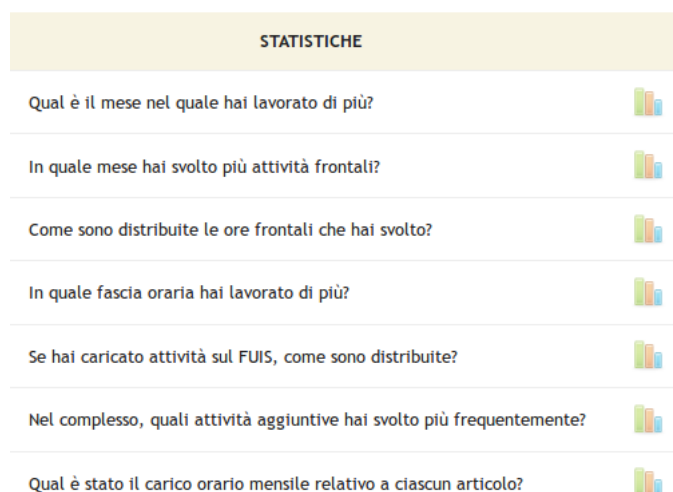 STATISTICHE
Qual è il mese nel quale hai lavorato di più?
In quale mese hai svolto più attività frontali?
Come sono distribuite le ore frontali che hai svolto?
In quale fascia oraria hai lavorato di più?
Se hai caricato attività sul FUIS, come sono distribuite?
Nel complesso, quali attività aggiuntive hai svolto più frequentemente?
Qual è stato il carico orario mensile relativo a ciascun articolo?